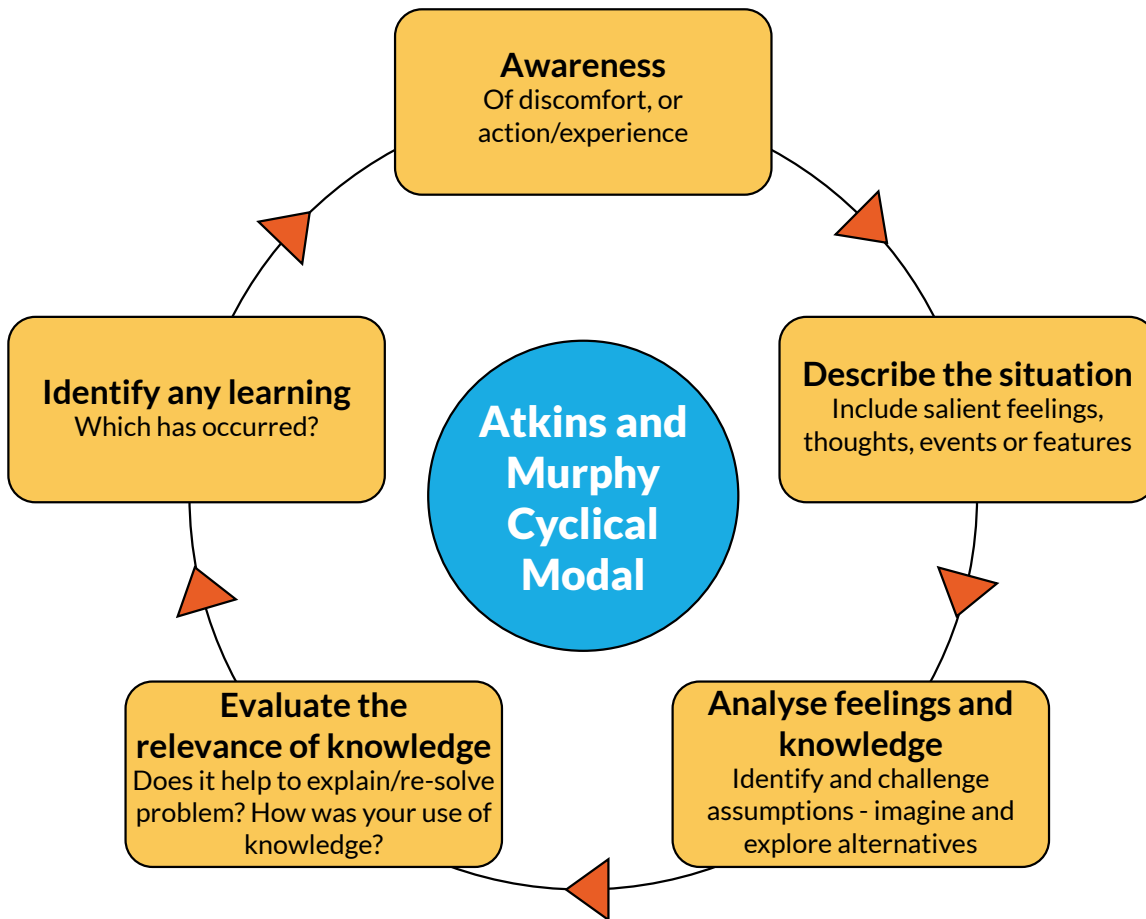 Awareness
Of discomfort, or
action/experience
Describe the situation
Include salient feelings,
thoughts, events or features
Analyse feelings and
knowledge
Identify and challenge
assumptions - imagine and
explore alternatives
Evaluate the
relevance of knowledge
Does it help to explain/re-solve
problem? How was your use of
knowledge?
Identify any learning
Which has occurred?
Atkins and
Murphy
Cyclical
Modal